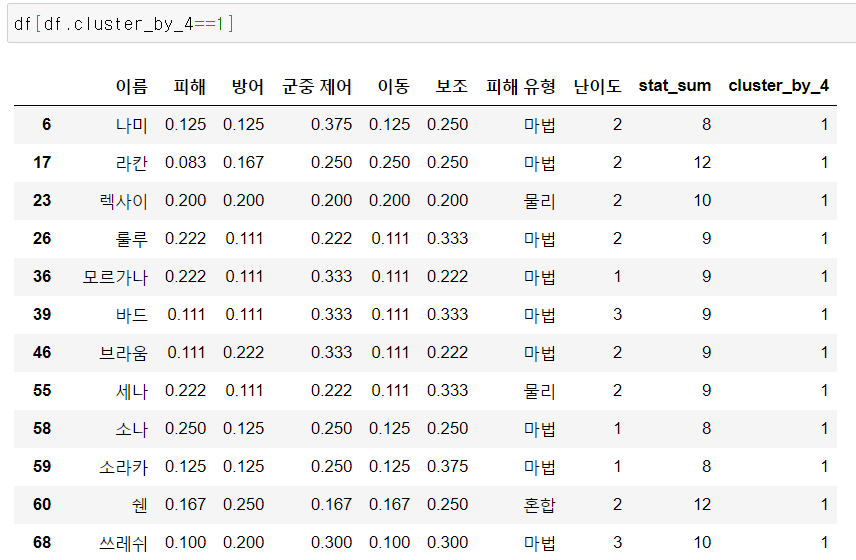 df[df.cluster_by_4==1]
이름 피해 방어 군중 제어 이동 보조 피해 유형 난이도 stat_sum cluster_by_4
6 나미 0.125 0.125 0.375 0.125 0.250 마법 2 8 1
17 라칸 0.083 0.167 0.250 0.250 0.250 마법 2 12 1
23 렉사이 0.200 0.200 0.200 0.200 0.200 물리 2 10 1
26 룰루 0.222 0.111 0.222 0.111 0.333 마법 2 9 1
36 모르가나 0.222 0.111 0.333 0.111 0.222 마법 1 9 1
39 바드 0.111 0.111 0.333 0.111 0.333 마법 3 9 1
46 브라움 0.111 0.222 0.333 0.111 0.222 마법 2 9 1
55 세나 0.222 0.111 0.222 0.111 0.333 물리 2 9 1
58 소나 0.250 0.125 0.250 0.125 0.250 마법 1 8 1
59 소라카 0.125 0.125 0.250 0.125 0.375 마법 1 8 1
60 쉔 0.167 0.250 0.167 0.167 0.250 혼합 2 12 1
68 쓰레쉬 0.100 0.200 0.300 0.100 0.300 마법 3 10 1